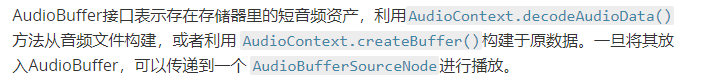 AudioBuffer接口表示存在存储器里的短音频资产，利用AudioContext.decodeAudioData()
方法从音频文件构建，或者利用 AudioContext.createBuffer()构建于原数据。一旦将其放
入AudioBuffer，可以传递到一个 AudioBufferSourceNode进行播放。